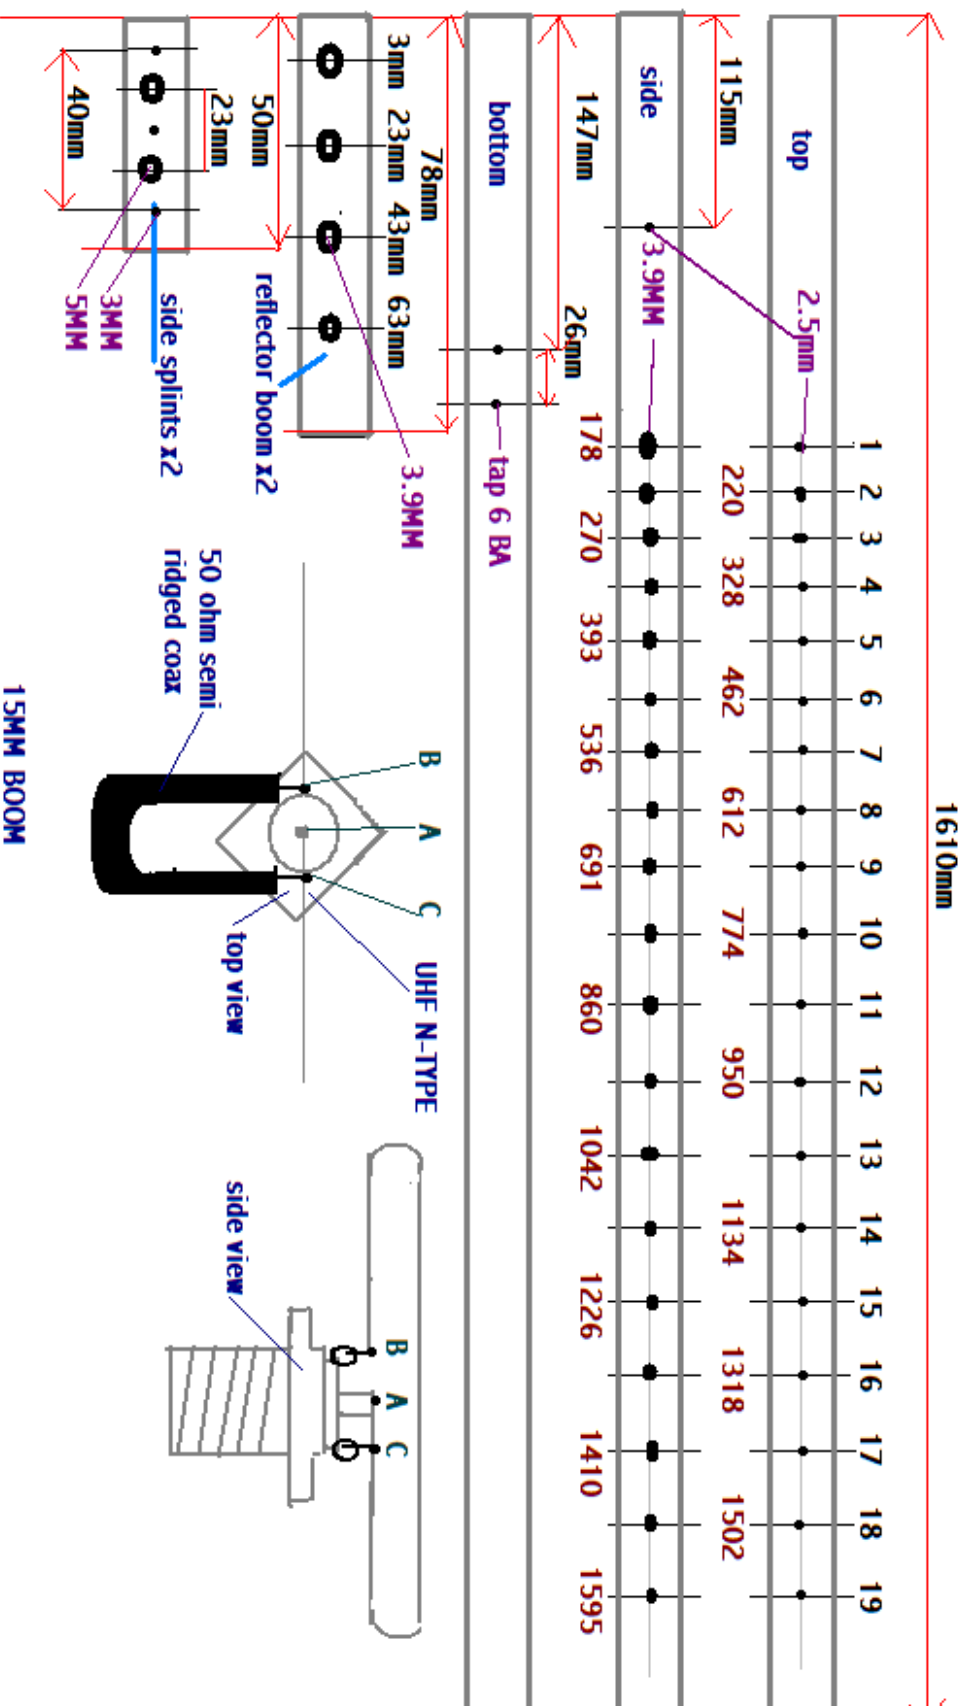 1610mm
1 2 3 4 5 6 7 8 9 10 11 12 13 14 15 16 17 18 19
top
2.5mm
115mm
220 328 462 612 774 950 1134 1318 1502
side
3.9MM
147mm
26mm
178 270 393 536 691 860 1042 1226 1410 1595
bottom
tap 6 BA
78mm
3mm 23mm 43mm 63mm
3.9MM
50mm
reflector boom x2
23mm
40mm
side splints x2
3MM
5MM
B A C
UHF N-TYPE
top view
50 ohm semi
ridged coax
B A C
side view
15MM BOOM